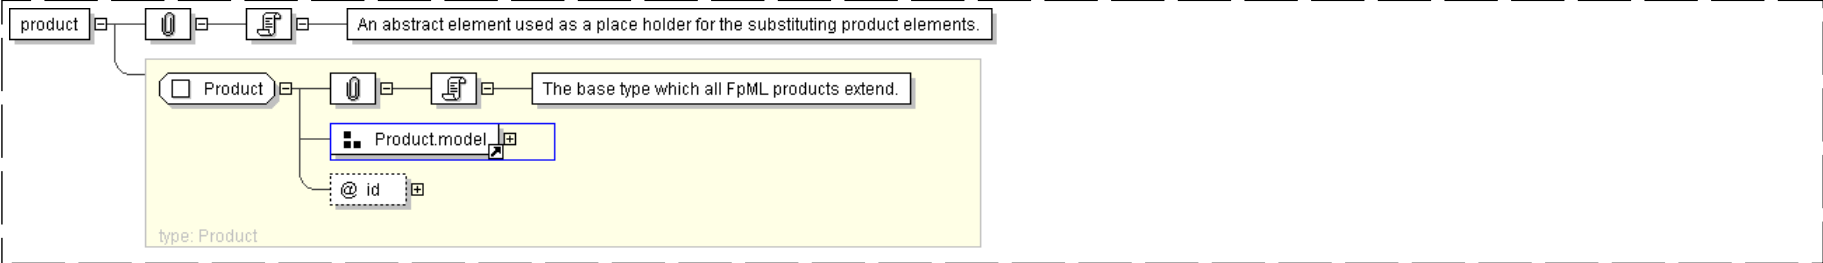 product
An abstract element used as a place holder for the substituting product elements.
Product
The base type which all FpML products extend.
Product.model
@ id
type: Product